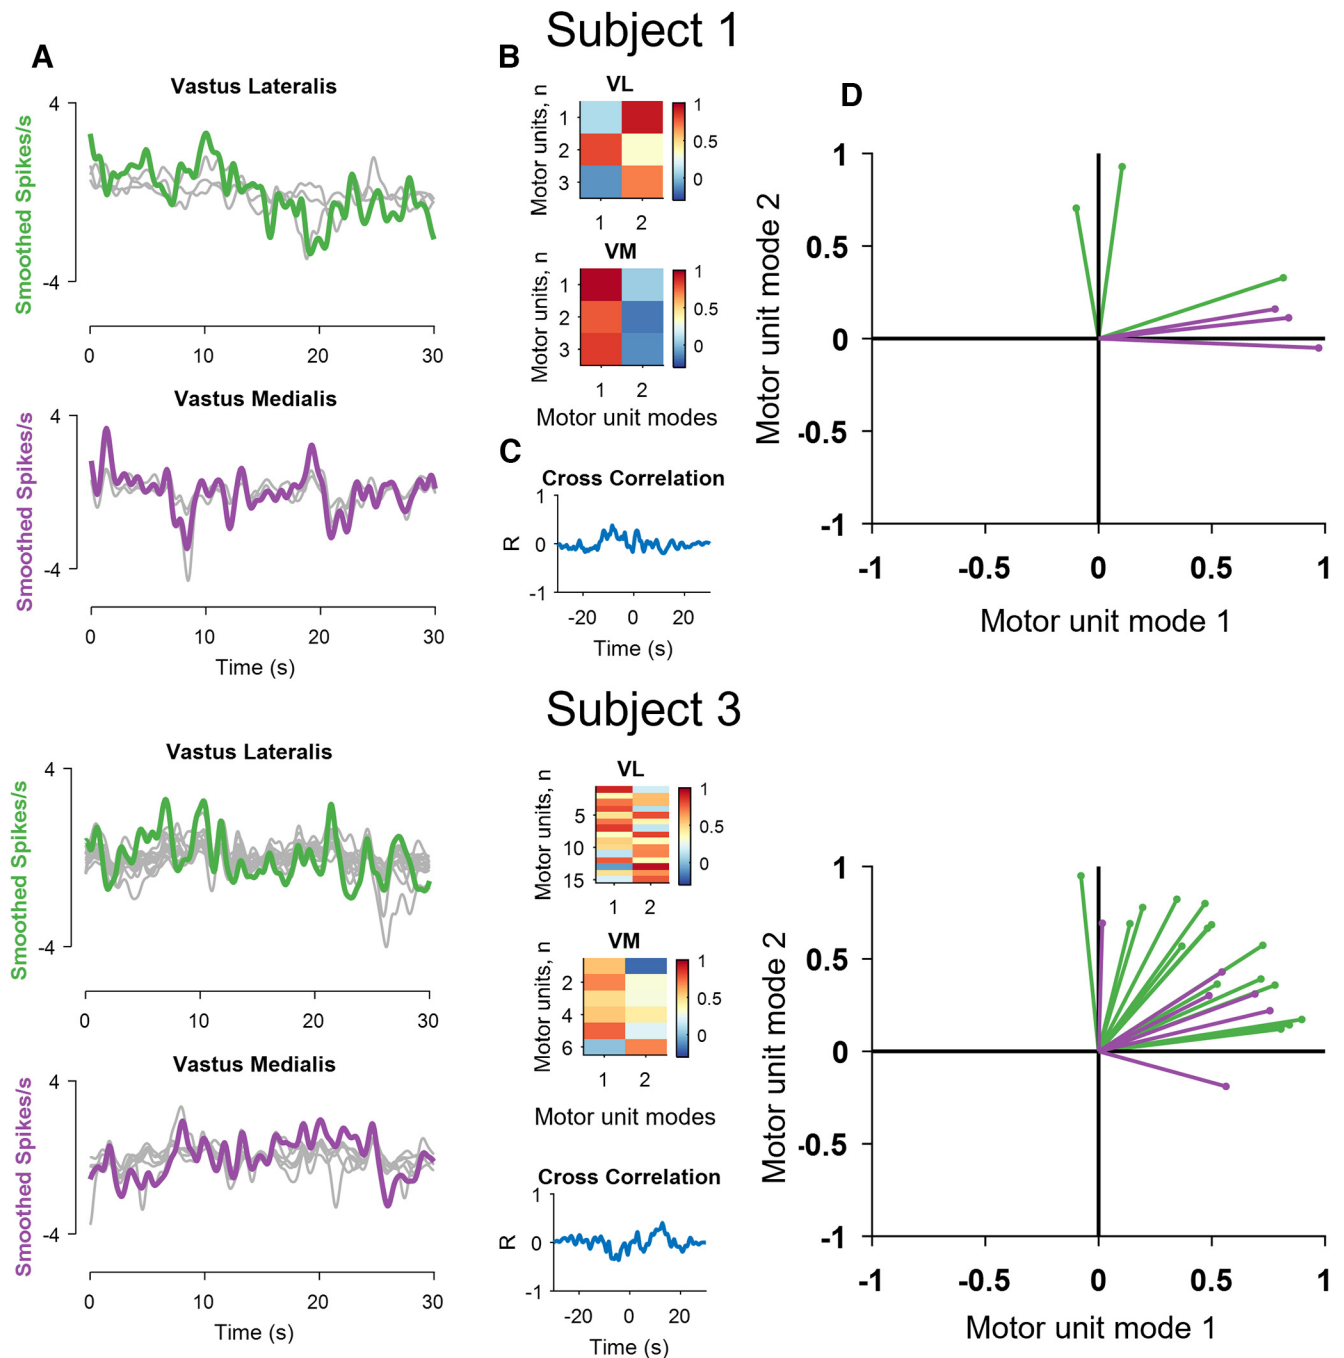 Subject 1
A
Vastus Lateralis
Smoothed Spikes/s
4
-4
0 10 20 30
Vastus Medialis
Smoothed Spikes/s
4
-4
0 10 20 30
Time (s)
B
VL
Motor units, n
1
2
3
1 2
1
0.5
0
VM
Motor units, n
1
2
3
1 2
1
0.5
0
Motor unit modes
C
Cross Correlation
R
1
0
-1
-20 0 20
Time (s)
D
Motor unit mode 2
1
0.5
0
-0.5
-1
-1 -0.5 0 0.5 1
Motor unit mode 1
Subject 3
Vastus Lateralis
Smoothed Spikes/s
4
-4
0 10 20 30
Vastus Medialis
Smoothed Spikes/s
4
-4
0 10 20 30
Time (s)
VL
Motor units, n
5
10
15
1 2
1
0.5
0
VM
Motor units, n
2
4
6
1 2
1
0.5
0
Motor unit modes
Cross Correlation
R
1
0
-1
-20 0 20
Time (s)
Motor unit mode 2
1
0.5
0
-0.5
-1
-1 -0.5 0 0.5 1
Motor unit mode 1